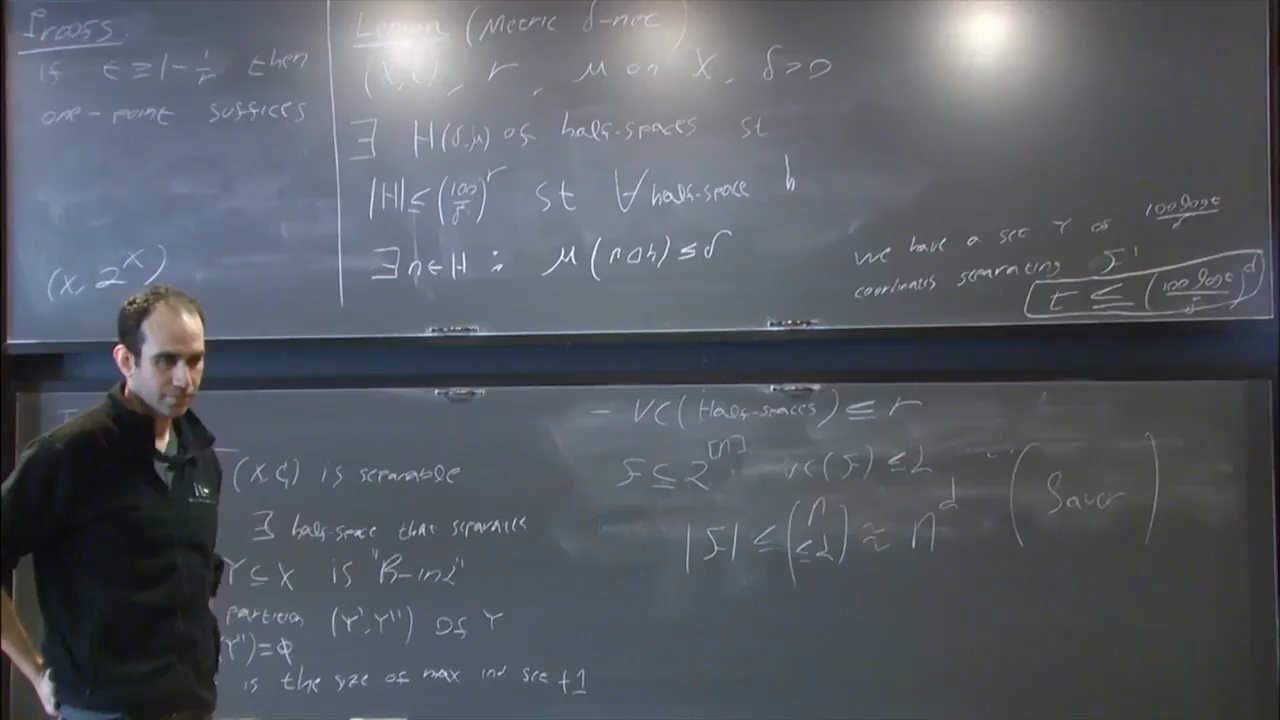 Proofs
if t ≥ 1 - 1/r then
one-point suffices
(X, 2^X)
Lemma (Metric δ-net)
(X, C), r, μ on X, δ>0
∃ H(δ,μ) of half-spaces st
|H| ≤ (100/δ)^r st ∀ half-space h
∃ n ∈ H : μ(n Δ h) ≤ δ
we have a set Y of 100 log t / δ
coordinates separating F'
t ≤ (100 log t / δ)^d
(X, C) is separable
∃ half-space that separates
Y ⊆ X is "R-ind"
partition (Y', Y'') of Y
Y'') = ∅
is the size of max ind set +1
- VC(Half-spaces) ≤ r
F ⊆ 2^[n] VC(F) ≤ d
|F| ≤ (n ≤d) ≈ n^d (Sauer)